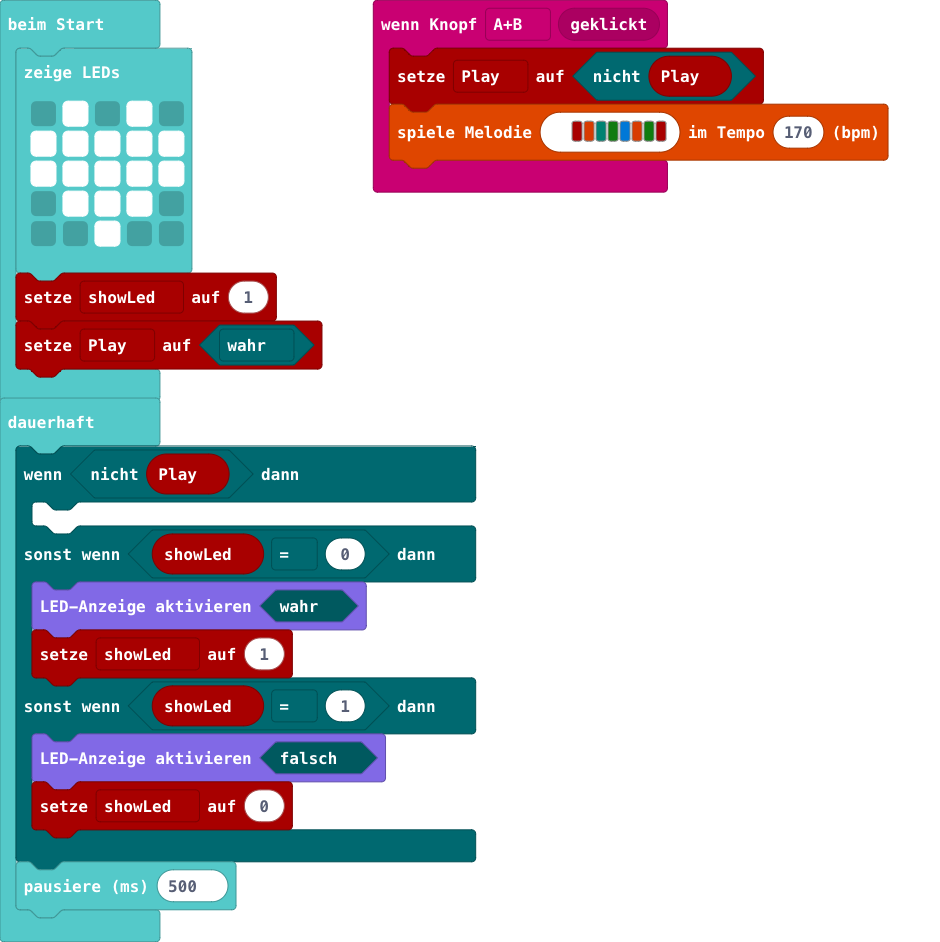 beim Start
zeige LEDs
setze showLed auf 1
setze Play auf wahr
wenn Knopf A+B geklickt
setze Play auf nicht Play
spiele Melodie im Tempo 170 (bpm)
dauerhaft
wenn nicht Play dann
sonst wenn showLed = 0 dann
LED-Anzeige aktivieren wahr
setze showLed auf 1
sonst wenn showLed = 1 dann
LED-Anzeige aktivieren falsch
setze showLed auf 0
pausiere (ms) 500